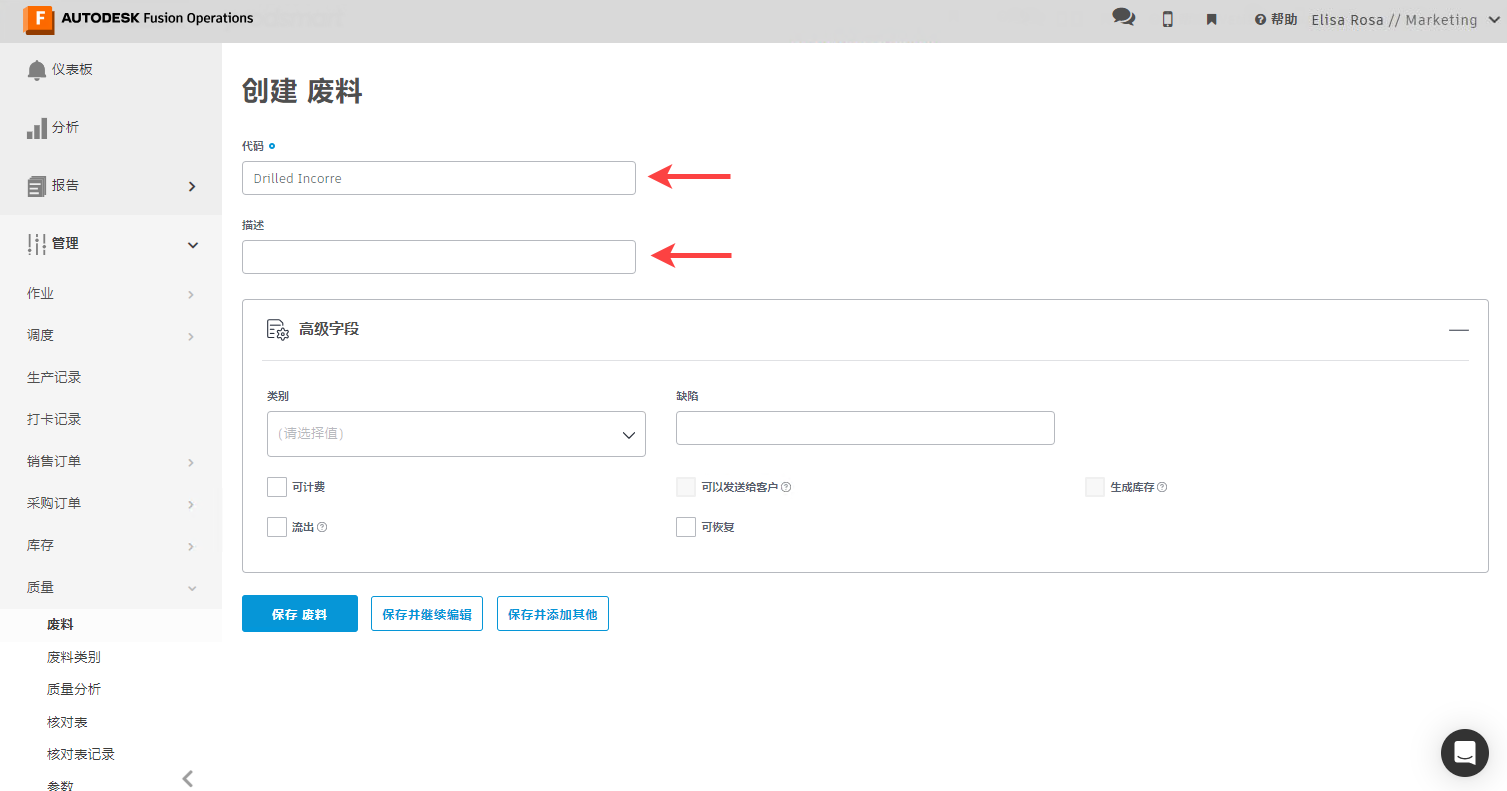 F AUTODESK Fusion Operations
帮助 Elisa Rosa // Marketing
仪表板
分析
报告
管理
作业
调度
生产记录
打卡记录
销售订单
采购订单
库存
质量
废料
废料类别
质量分析
核对表
核对表记录
参数
创建 废料
代码
Drilled Incorre
描述
高级字段
类别
缺陷
(请选择值)
可计费
可以发送给客户
生成库存
流出
可恢复
保存 废料
保存并继续编辑
保存并添加其他